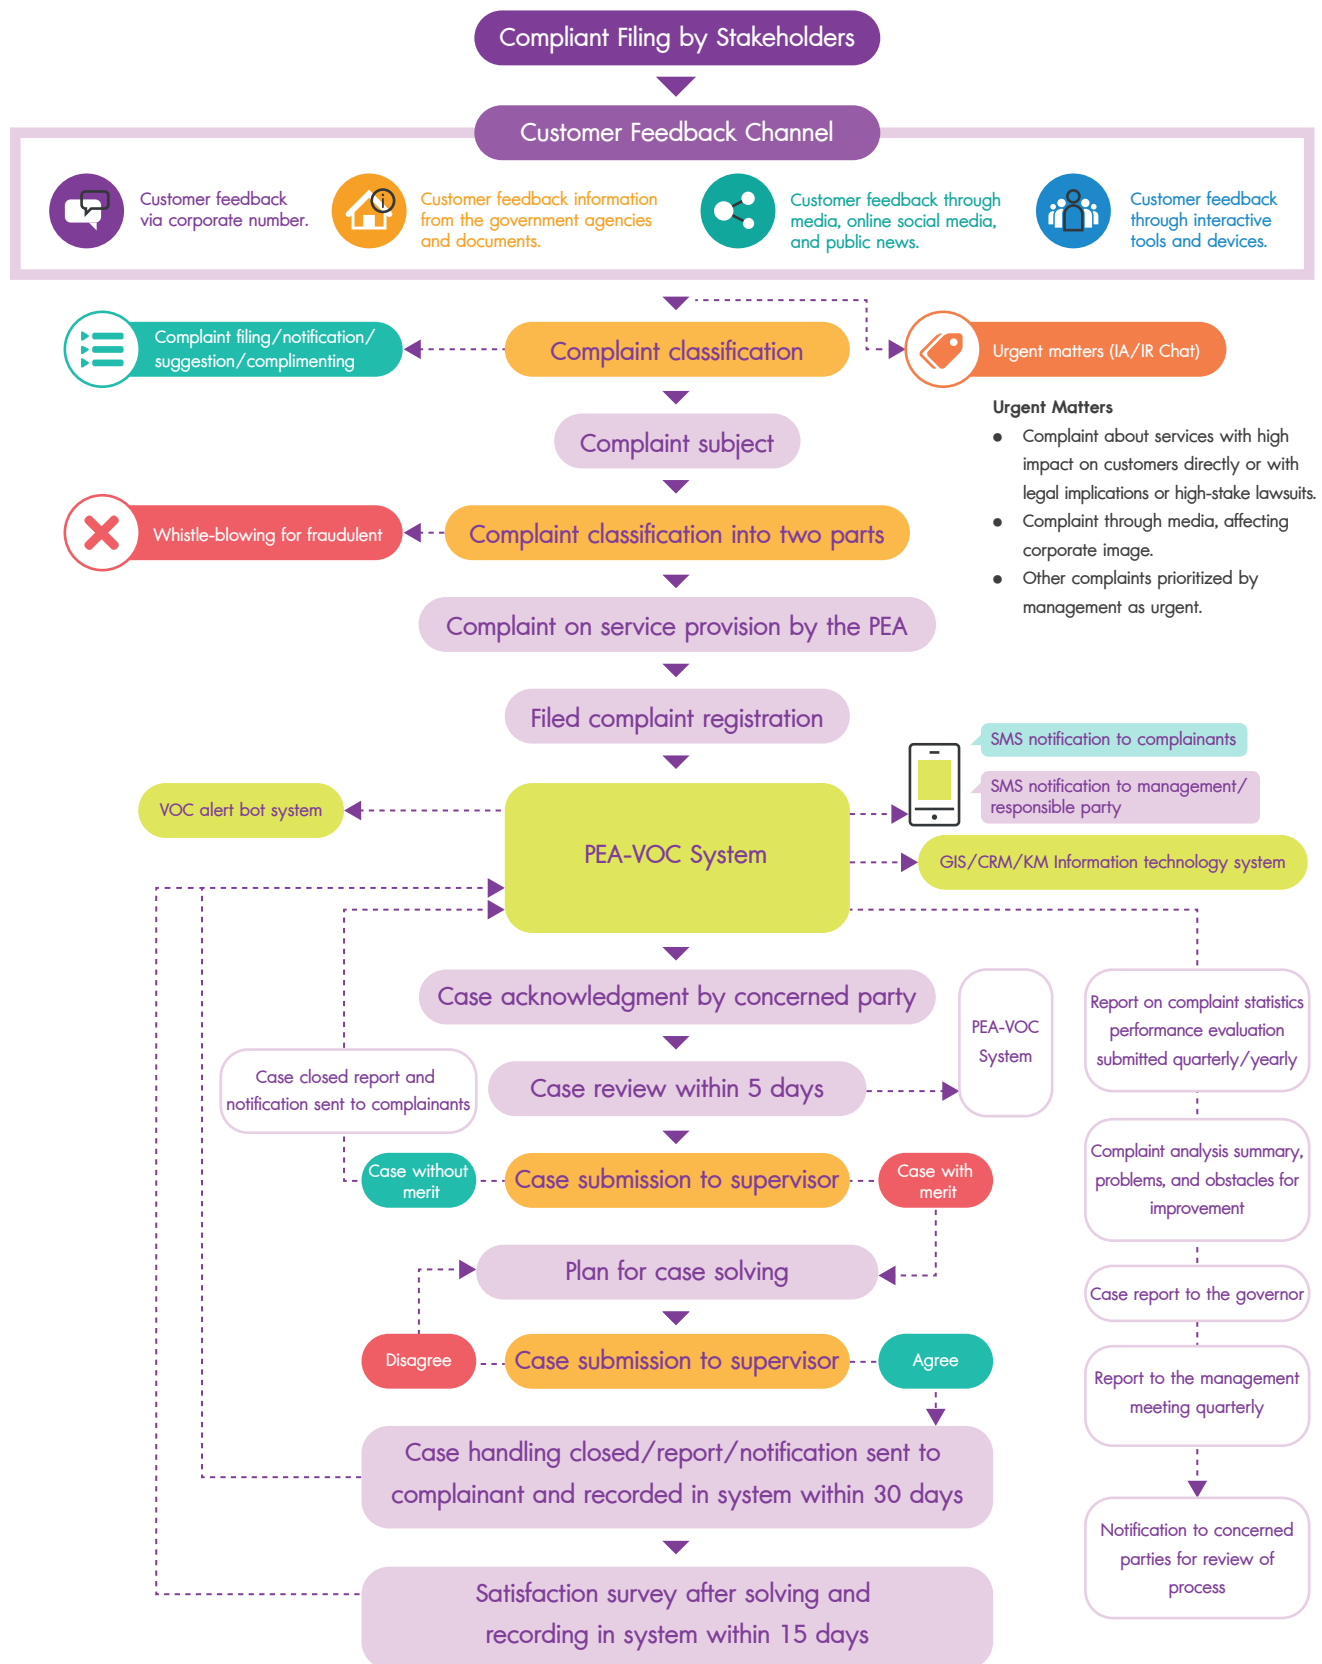 Compliant Filing by Stakeholders
Customer Feedback Channel
Customer feedback
via corporate number.
Customer feedback information
from the government agencies
and documents.
Customer feedback through
media, online social media,
and public news.
Customer feedback
through interactive
tools and devices.
Complaint filing/notification/
suggestion/complimenting
Complaint classification
Urgent matters (IA/IR Chat)
Urgent Matters
● Complaint about services with high
impact on customers directly or with
legal implications or high-stake lawsuits.
● Complaint through media, affecting
corporate image.
● Other complaints prioritized by
management as urgent.
Complaint subject
Whistle-blowing for fraudulent
Complaint classification into two parts
Complaint on service provision by the PEA
Filed complaint registration
SMS notification to complainants
SMS notification to management/
responsible party
VOC alert bot system
PEA-VOC System
GIS/CRM/KM Information technology system
Case acknowledgment by concerned party
PEA-VOC
System
Report on complaint statistics
performance evaluation
submitted quarterly/yearly
Case closed report and
notification sent to complainants
Case review within 5 days
Complaint analysis summary,
problems, and obstacles for
improvement
Case without
merit
Case submission to supervisor
Case with
merit
Plan for case solving
Case report to the governor
Disagree
Case submission to supervisor
Agree
Report to the management
meeting quarterly
Case handling closed/report/notification sent to
complainant and recorded in system within 30 days
Notification to concerned
parties for review of
process
Satisfaction survey after solving and
recording in system within 15 days